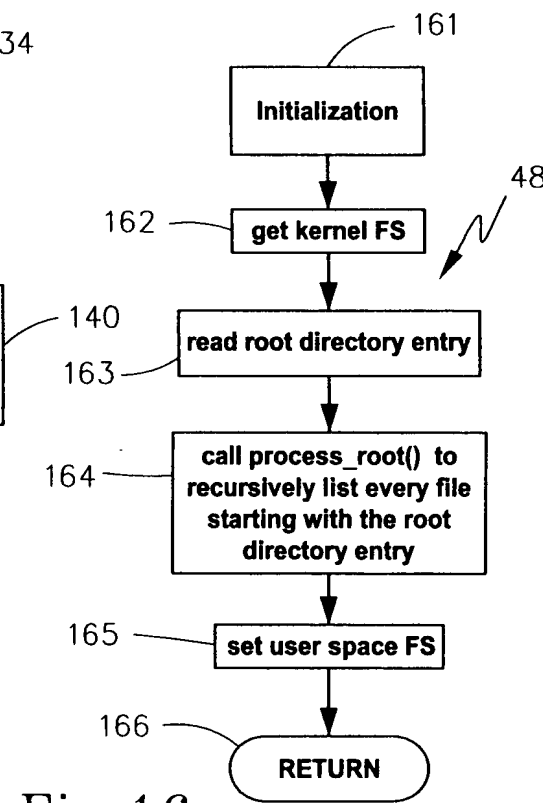 34
161
Initialization
48
162
get kernel FS
140
read root directory entry
163
164
call process_root() to
recursively list every file
starting with the root
directory entry
165
set user space FS
166
RETURN